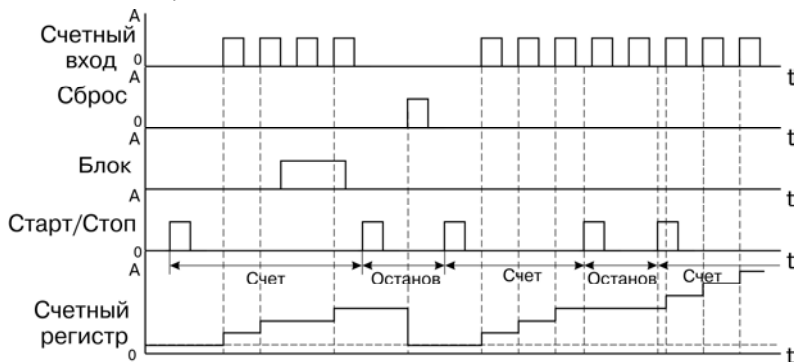 A
Счетный
вход
0
t
A
Сброс
0
t
A
Блок
A
t
Старт/Стоп
0
t
A
Счет
Останов
Счет
Останов
Счет
Счетный
регистр
0
t